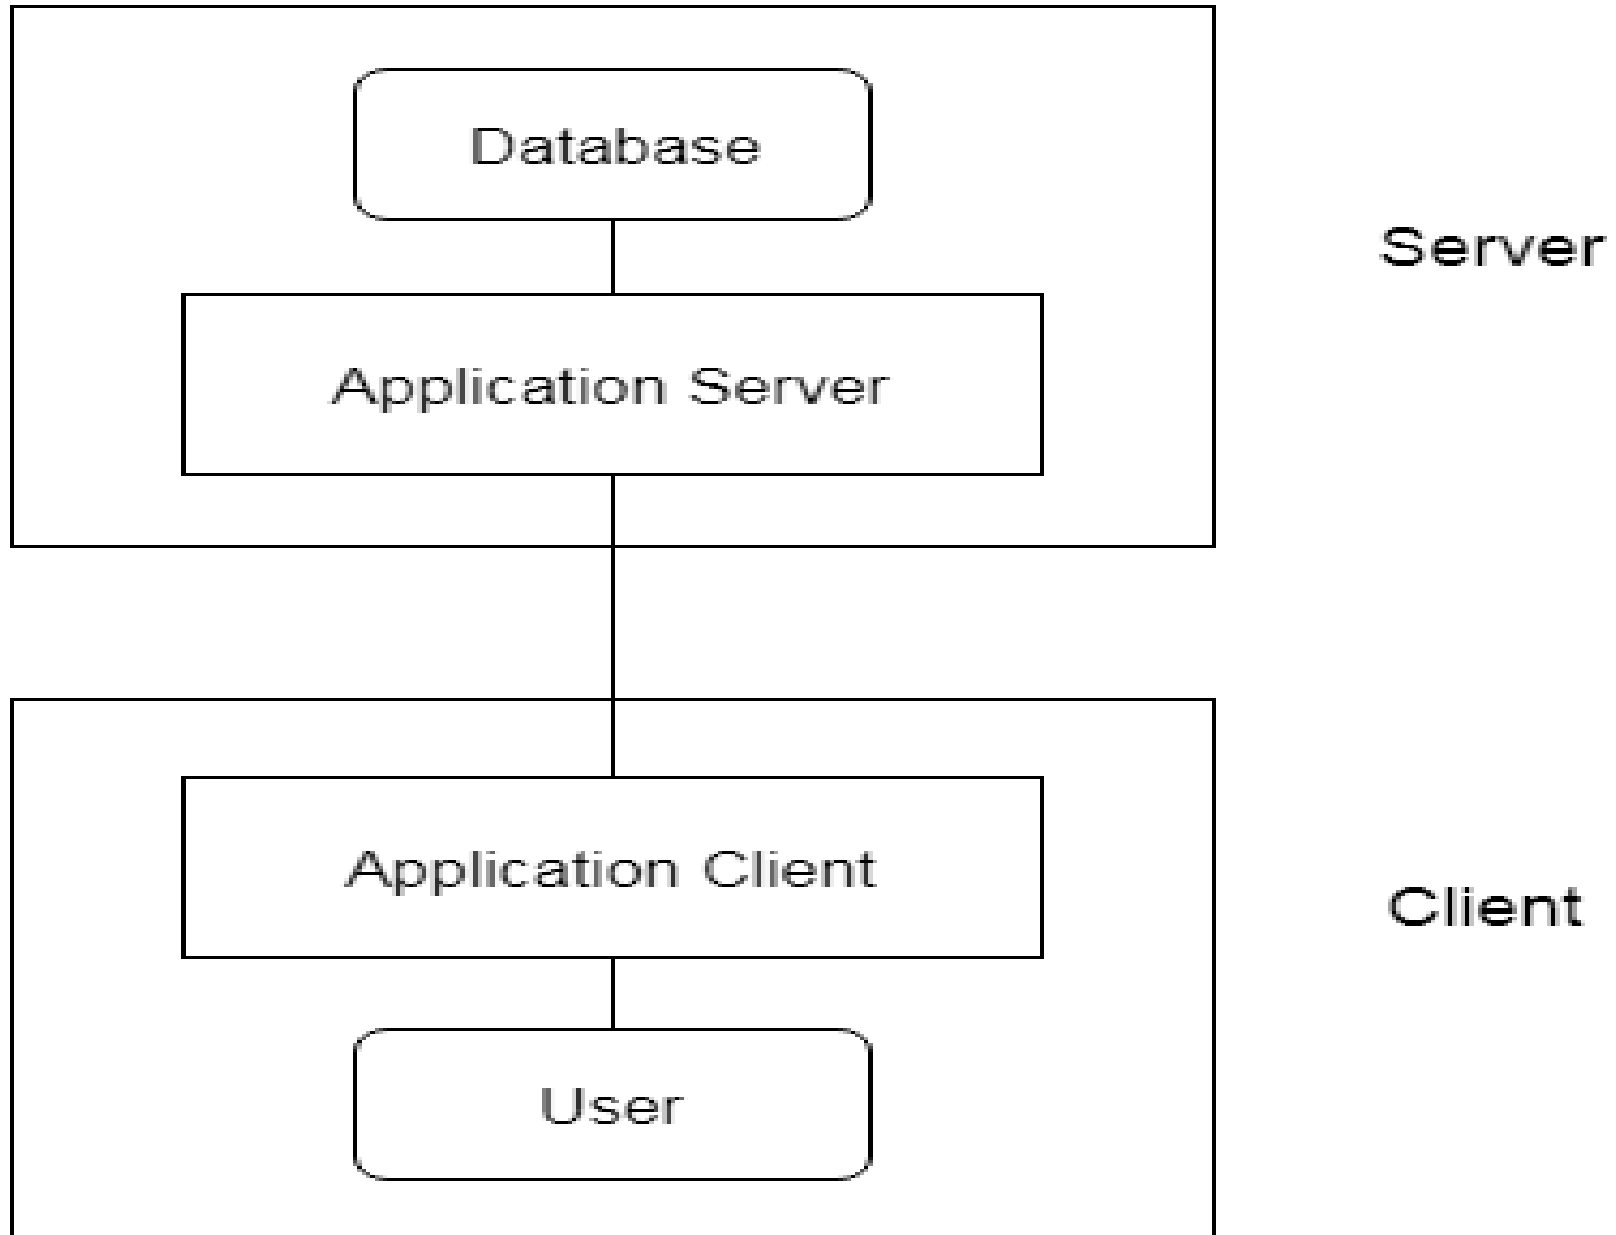 Database
Server
Application Server
Application Client
Client
User